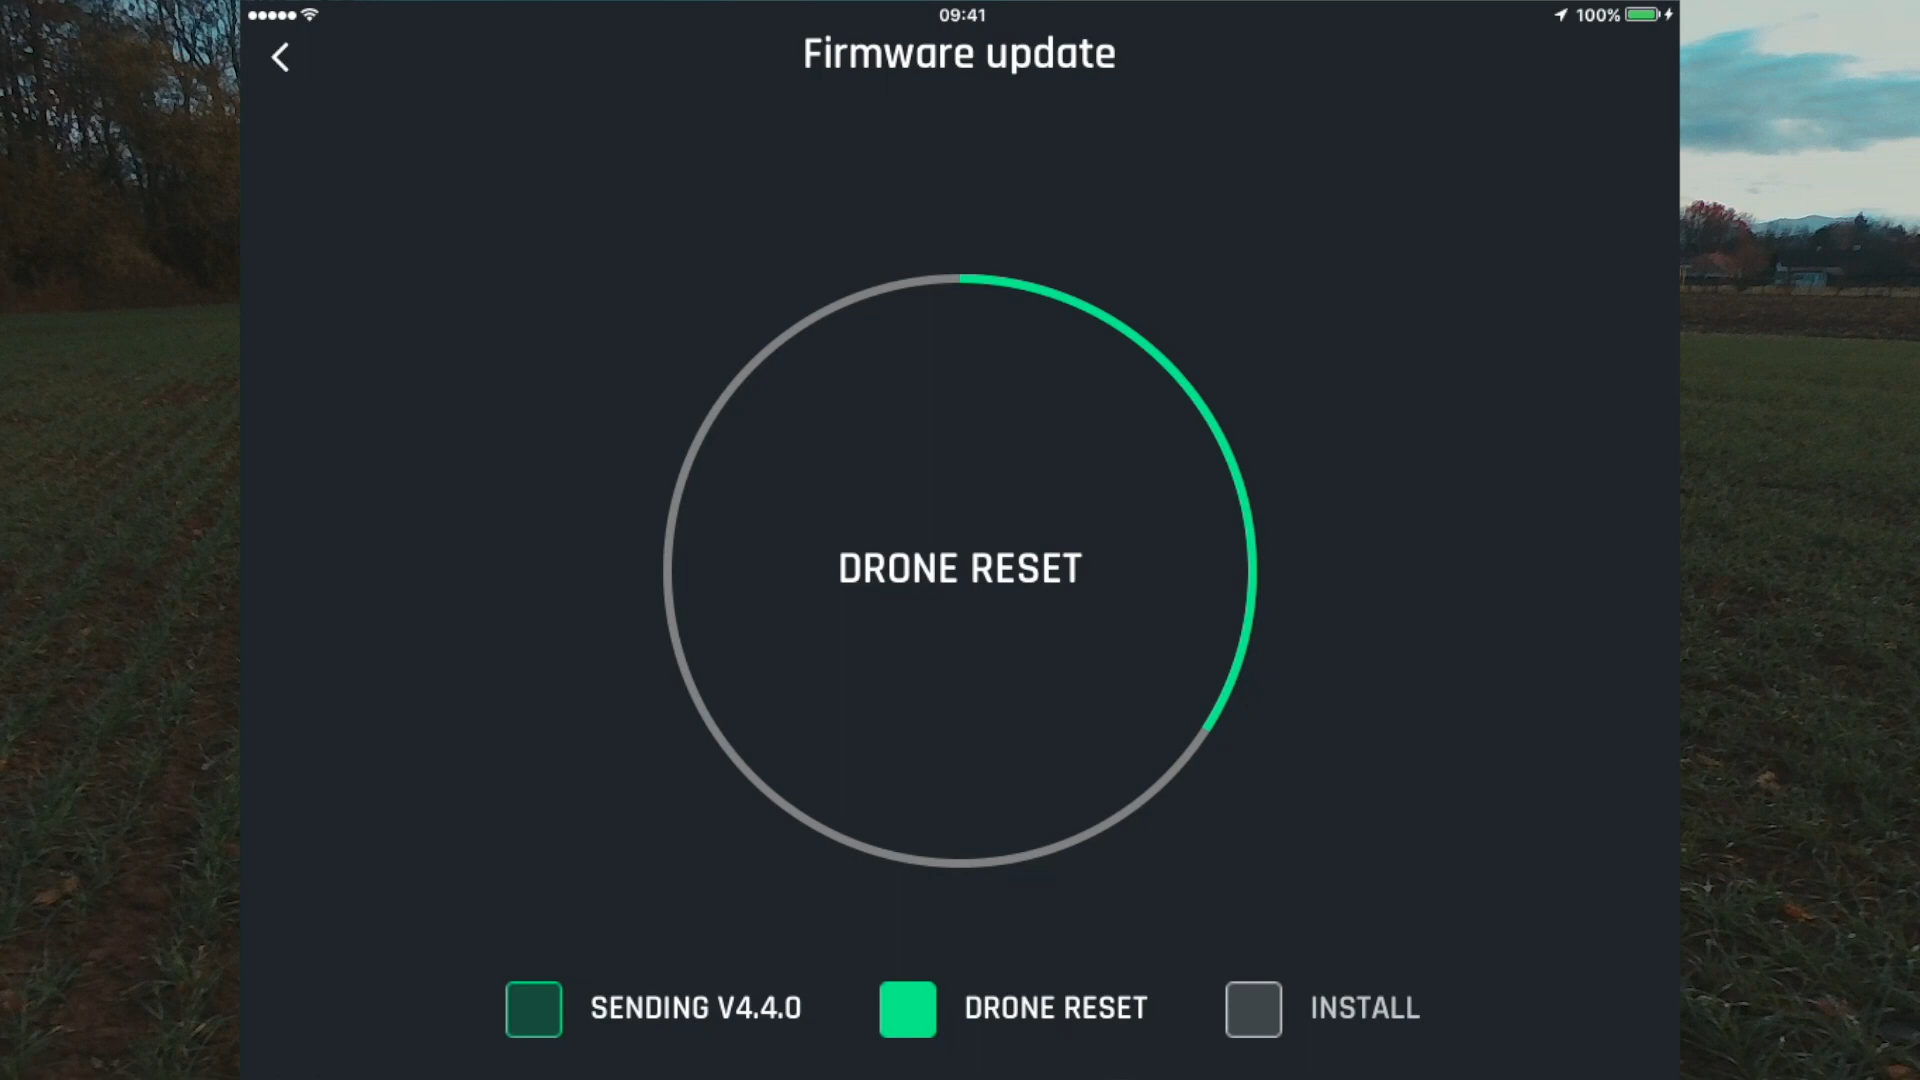 09:41
100%
Firmware update
DRONE RESET
SENDING V4.4.0
DRONE RESET
INSTALL